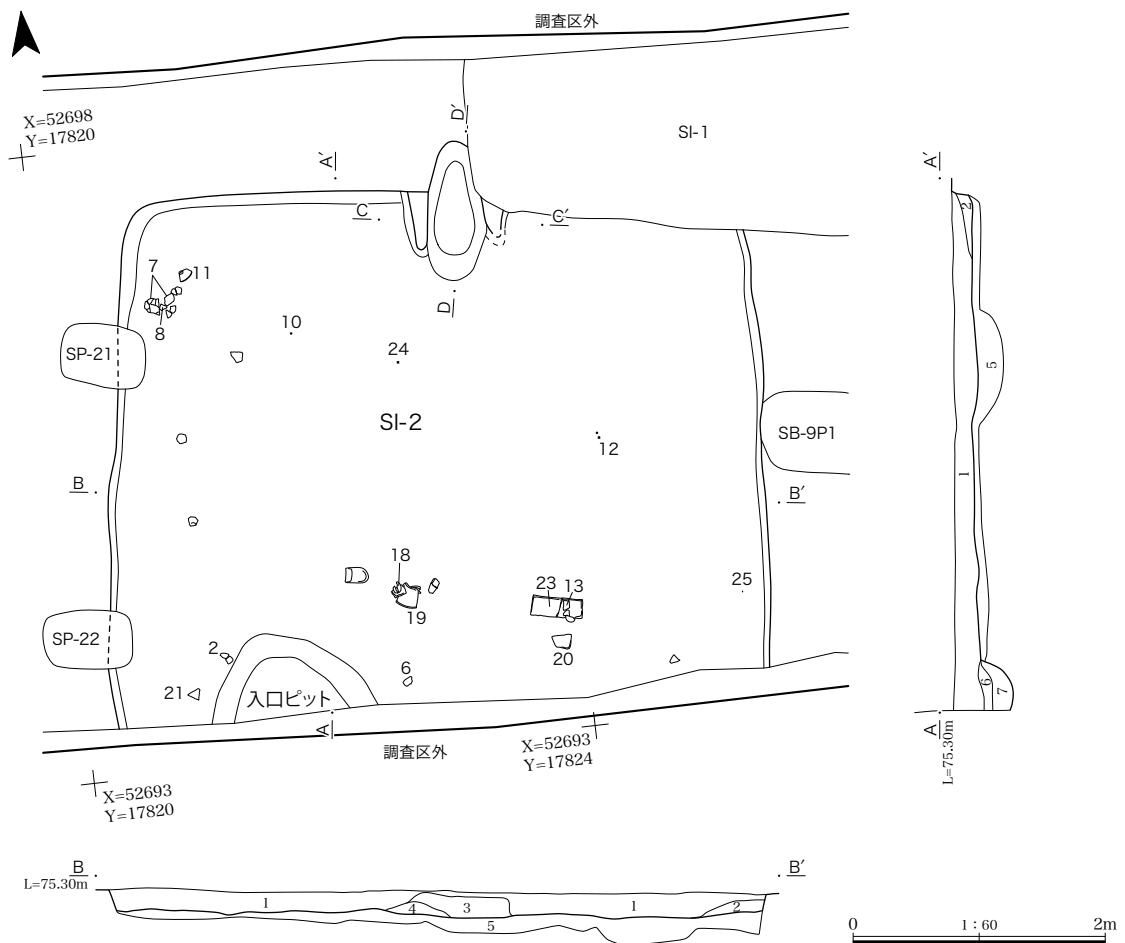 調査区外
X=52698
Y=17820
SI-1
D′
A′
A′
C
C′
2
7
11
D
8
10
SP-21
24
5
SI-2
SB-9P1
12
1
B
B′
18
23
13
25
19
SP-22
2
20
6
6
7
21
入口ピット
A
A
L=75.30m
調査区外
X=52693
Y=17824
X=52693
Y=17820
B
B′
L=75.30m
1
4
3
1
2
5
0
1：60
2m